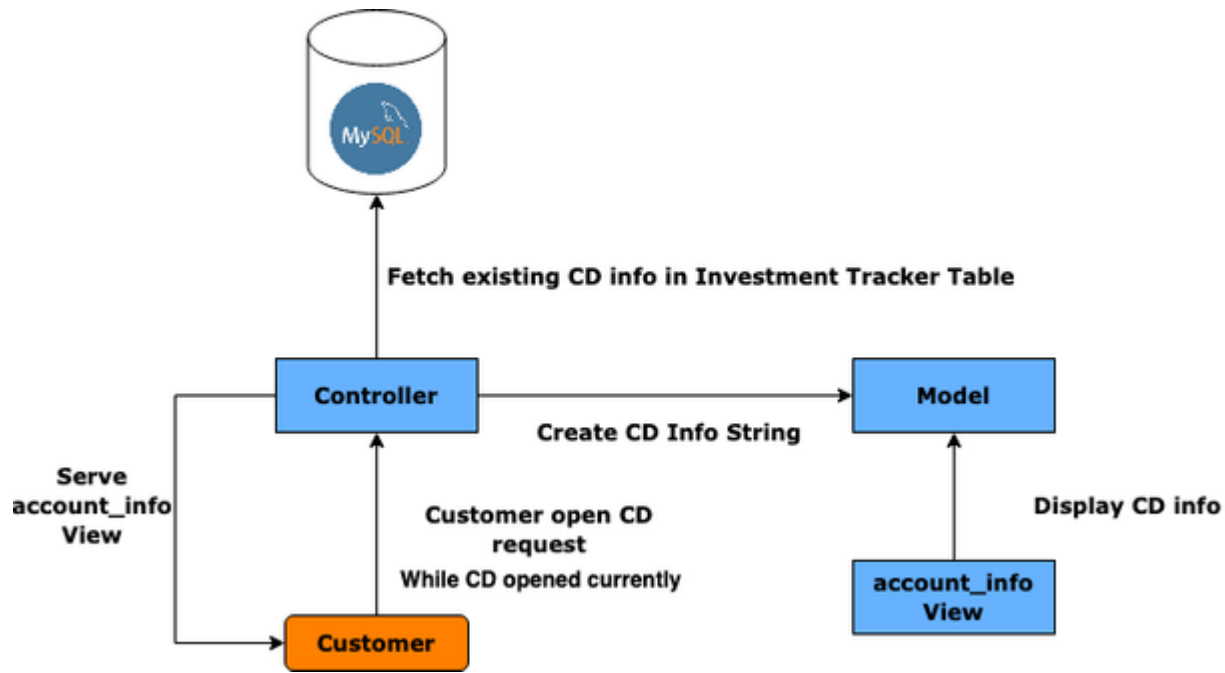 MySQL
Fetch existing CD info in Investment Tracker Table
Controller
Model
Create CD Info String
Serve
account_info
View
Customer open CD
request
While CD opened currently
Display CD info
account_info
View
Customer